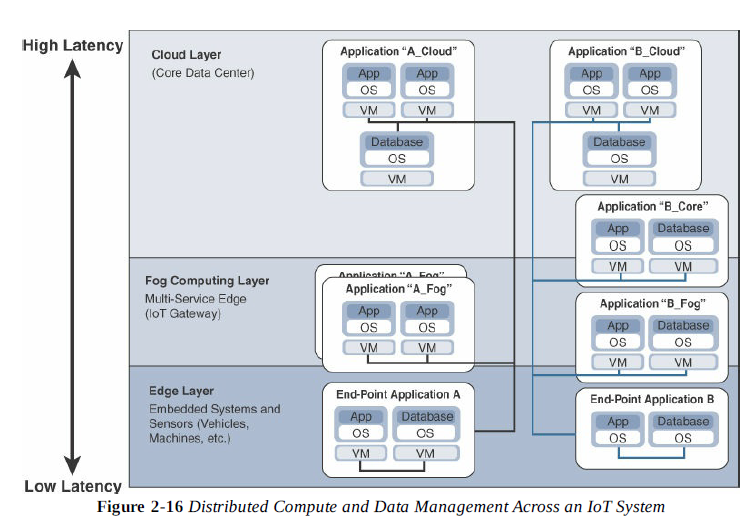 High Latency
Low Latency
Cloud Layer
(Core Data Center)
Application “A_Cloud”
App App
OS OS
VM VM
Database
OS
VM
Application “B_Cloud”
App App
OS OS
VM VM
Database
OS
VM
Application “B_Core”
App Database
OS OS
VM VM
Fog Computing Layer
Multi-Service Edge
(IoT Gateway)
Application “A_Fog”
Application “A_Fog”
App App
OS OS
VM VM
Application “B_Fog”
App Database
OS OS
VM VM
Edge Layer
Embedded Systems and
Sensors (Vehicles,
Machines, etc.)
End-Point Application A
App Database
OS OS
VM VM
End-Point Application B
App Database
OS OS
Figure 2-16 Distributed Compute and Data Management Across an IoT System